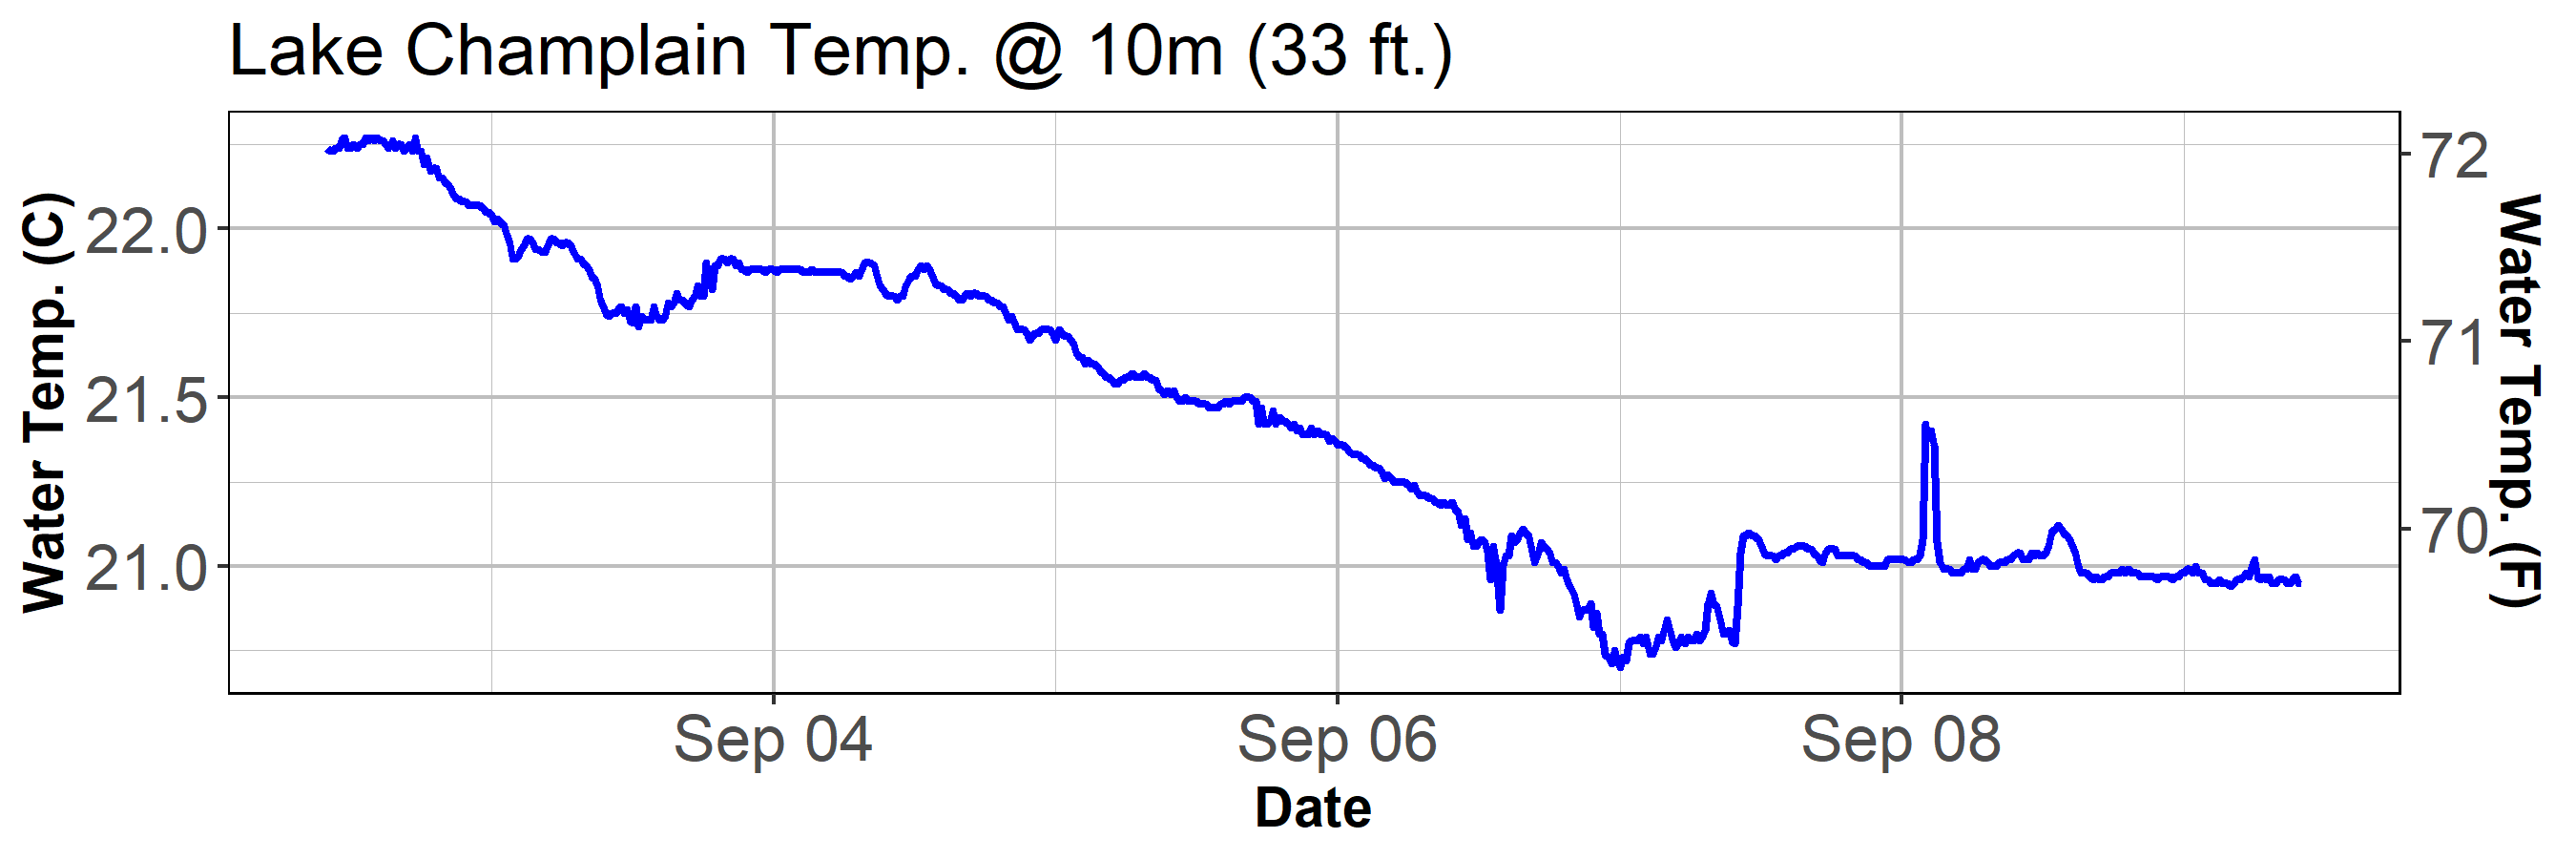 Lake Champlain Temp. @ 10m (33 ft.)
Water Temp. (C)
22.0
21.5
21.0
72
71
70
Water Temp. (F)
Sep 04
Sep 06
Sep 08
Date